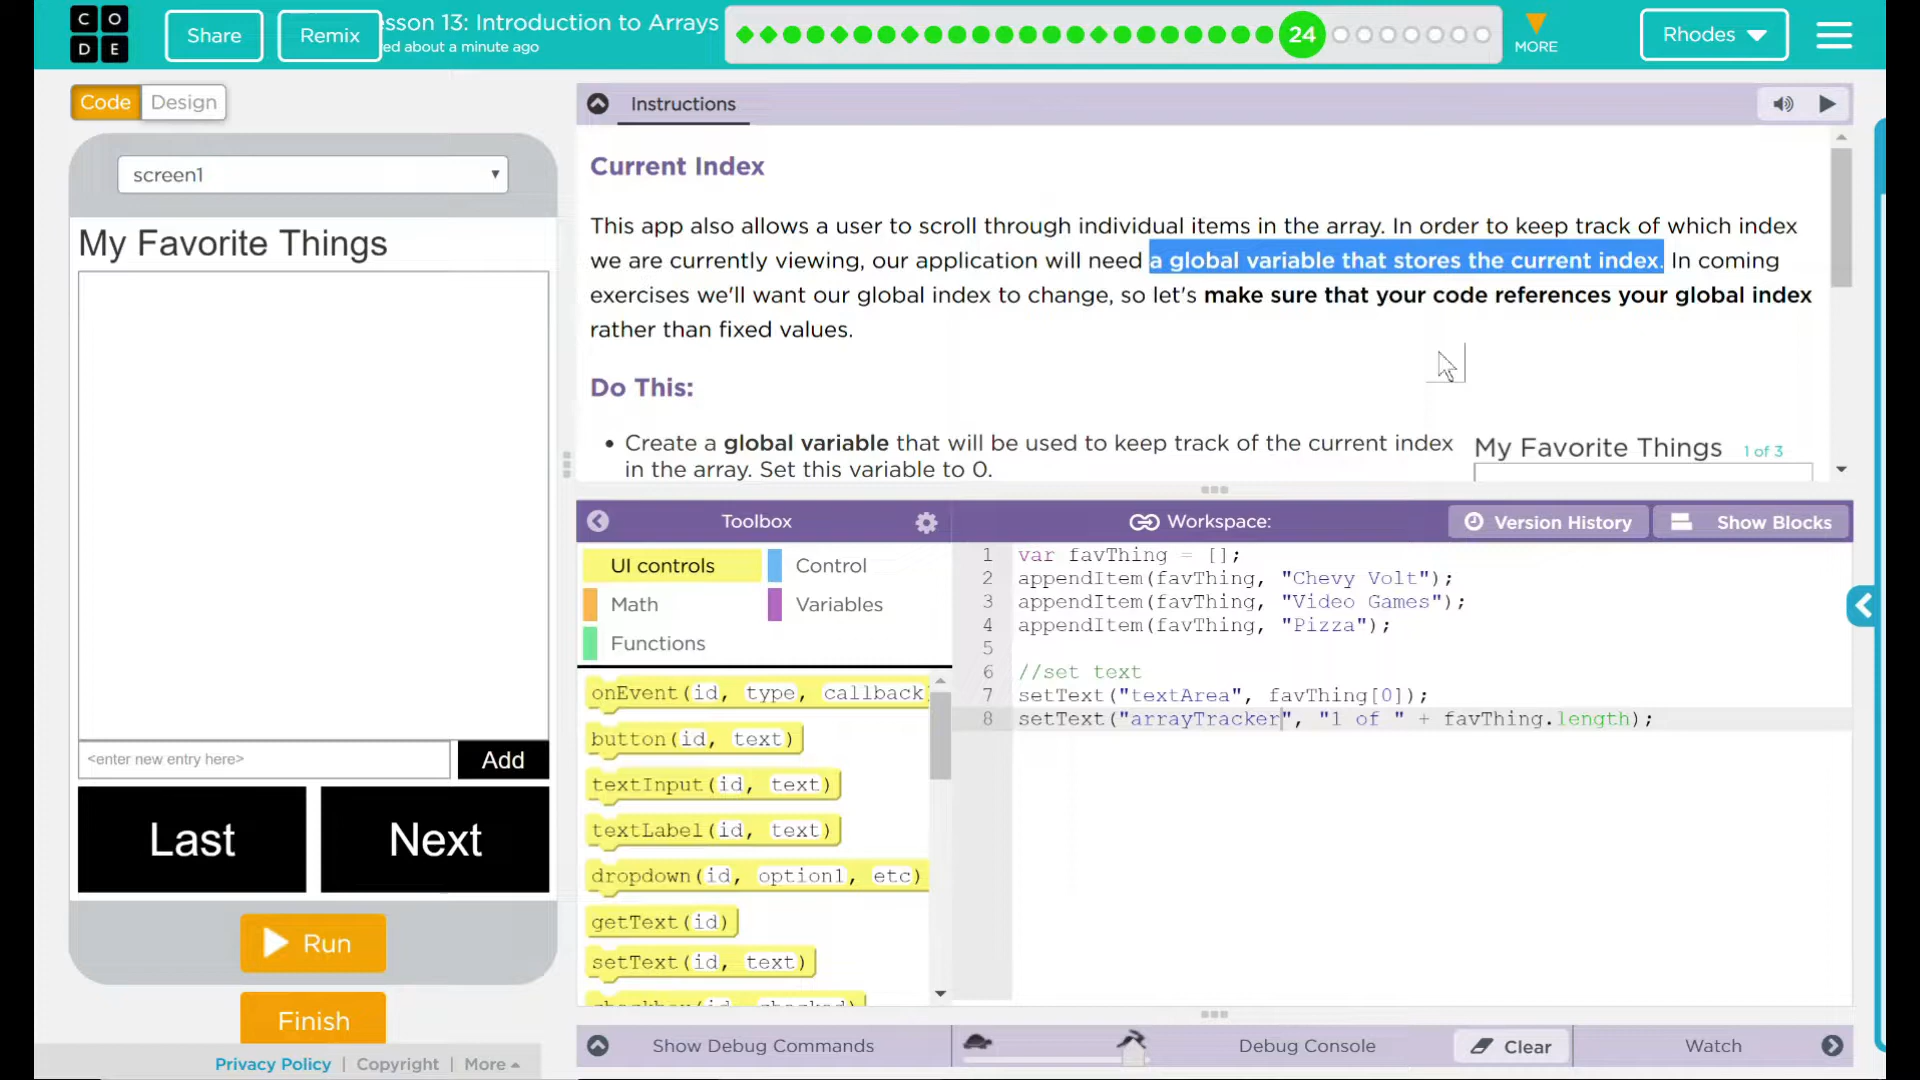 CODE
Share
Remix
esson 13: Introduction to Arrays
ed about a minute ago
24
MORE
Rhodes
Code
Design
screen1
My Favorite Things
<enter new entry here>
Add
Last
Next
Run
Finish
Privacy Policy | Copyright | More
Instructions
Current Index
This app also allows a user to scroll through individual items in the array. In order to keep track of which index
we are currently viewing, our application will need a global variable that stores the current index. In coming
exercises we'll want our global index to change, so let's make sure that your code references your global index
rather than fixed values.
Do This:
• Create a global variable that will be used to keep track of the current index
in the array. Set this variable to 0.
My Favorite Things 1 of 3
Toolbox
Workspace:
Version History
Show Blocks
UI controls
Control
Math
Variables
Functions
onEvent(id, type, callback
button(id, text)
textInput(id, text)
textLabel(id, text)
dropdown(id, option1, etc)
getText(id)
setText(id, text)
checkbox(id, checked)
1 var favThing = [];
2 appendItem(favThing, "Chevy Volt");
3 appendItem(favThing, "Video Games");
4 appendItem(favThing, "Pizza");
5
6 //set text
7 setText("textArea", favThing[0]);
8 setText("arrayTracker", "1 of " + favThing.length);
Show Debug Commands
Debug Console
Clear
Watch